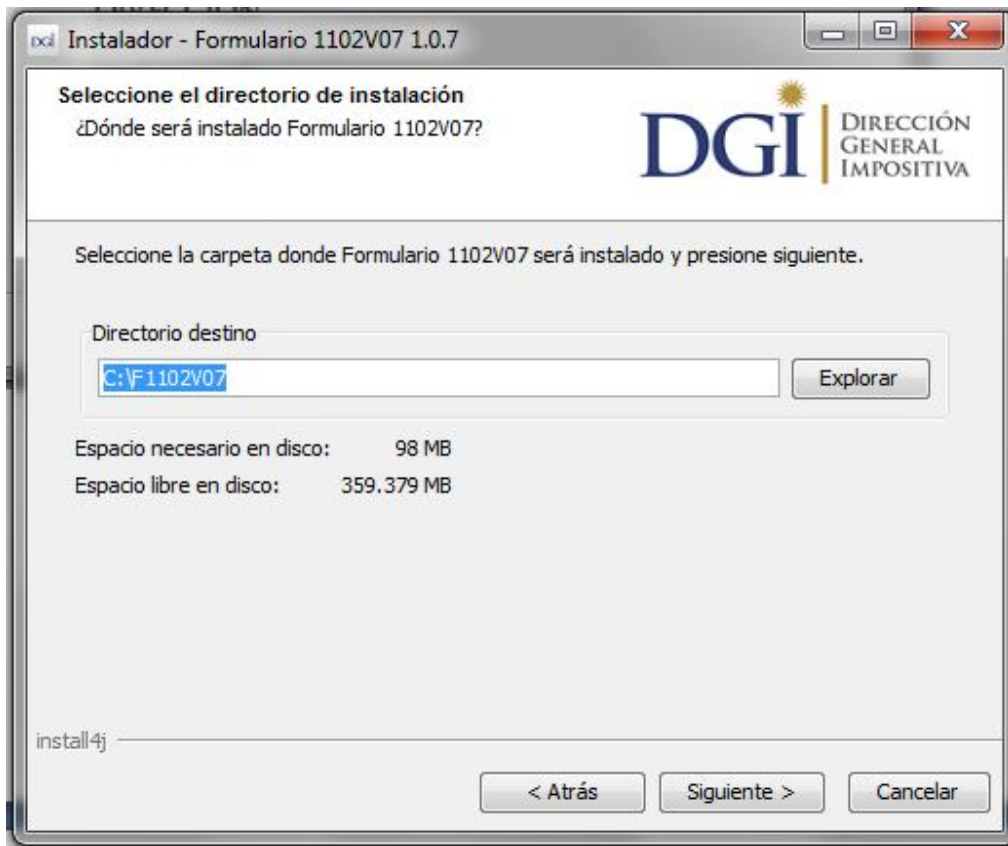 DGI Instalador - Formulario 1102V07 1.0.7
Seleccione el directorio de instalación
¿Dónde será instalado Formulario 1102V07?
DGI
DIRECCIÓN
GENERAL
IMPOSITIVA
Seleccione la carpeta donde Formulario 1102V07 será instalado y presione siguiente.
Directorio destino
C:\F1102V07
Explorar
Espacio necesario en disco: 98 MB
Espacio libre en disco: 359.379 MB
install4j
< Atrás
Siguiente >
Cancelar